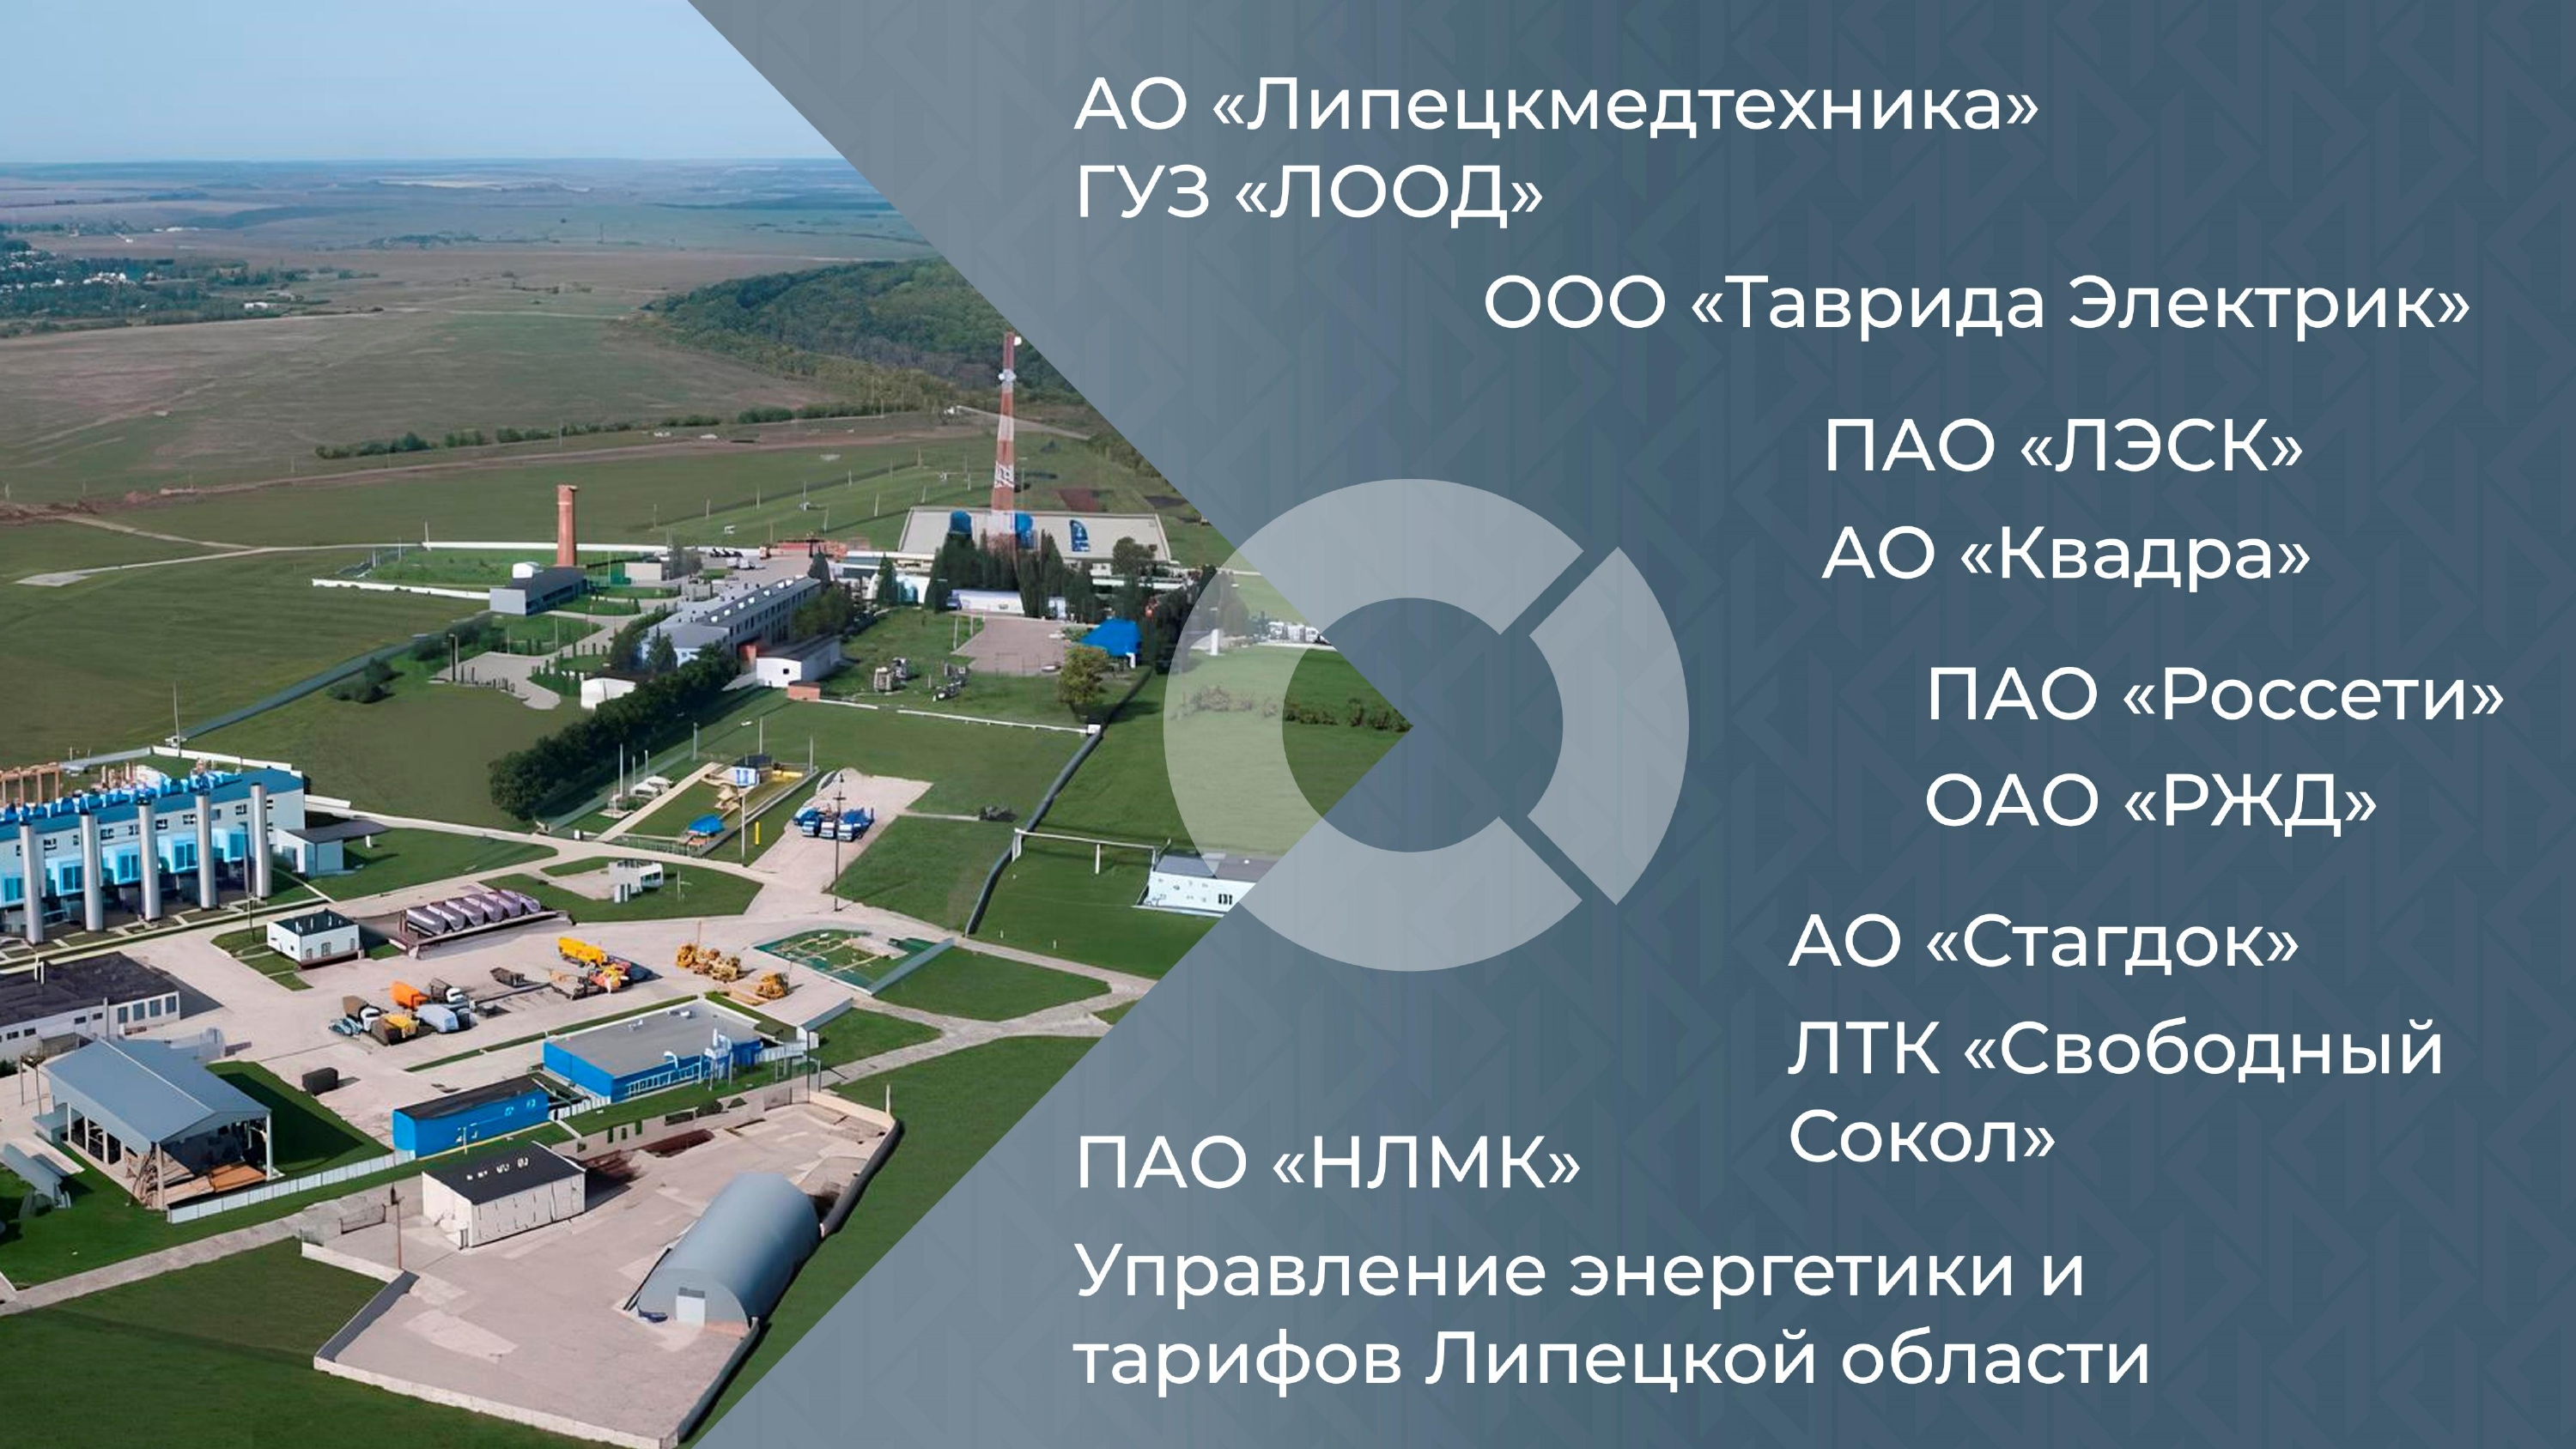 АО «Липецкмедтехника»
ГУЗ «ЛООД»
ООО «Таврида Электрик»
ПАО «ЛЭСК»
АО «Квадра»
ПАО «Россети»
ОАО «РЖД»
АО «Стагдок»
ЛТК «Свободный
Сокол»
ПАО «НЛМК»
Управление энергетики и
тарифов Липецкой области